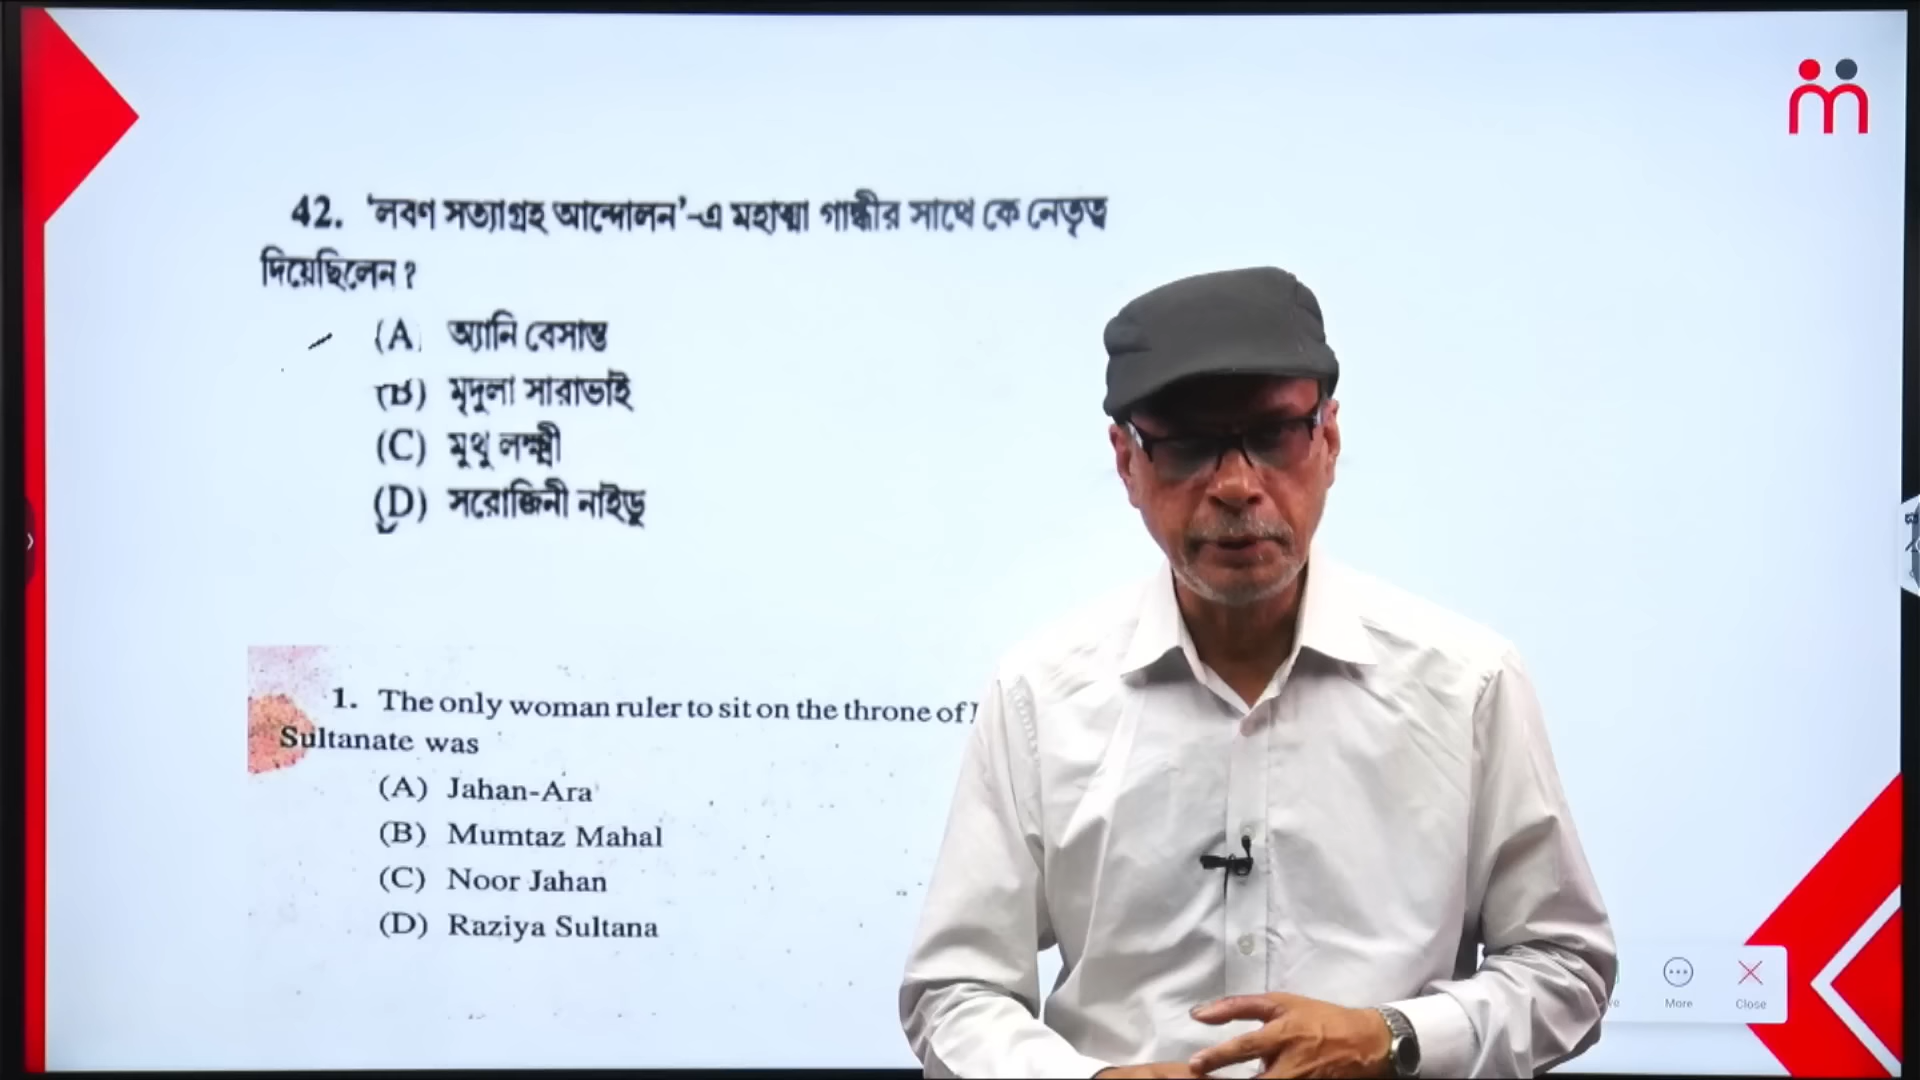 42. ‘লবণ সত্যাগ্রহ আন্দোলন’-এ মহাত্মা গান্ধীর সাথে কে নেতৃত্ব
দিয়েছিলেন ?
(A) অ্যানি বেসান্ত
(B) মৃদুলা সারাভাই
(C) মুথু লক্ষ্মী
(D) সরোজিনী নাইডু
1. The only woman ruler to sit on the throne of
Sultanate was
(A) Jahan-Ara
(B) Mumtaz Mahal
(C) Noor Jahan
(D) Raziya Sultana
More Close